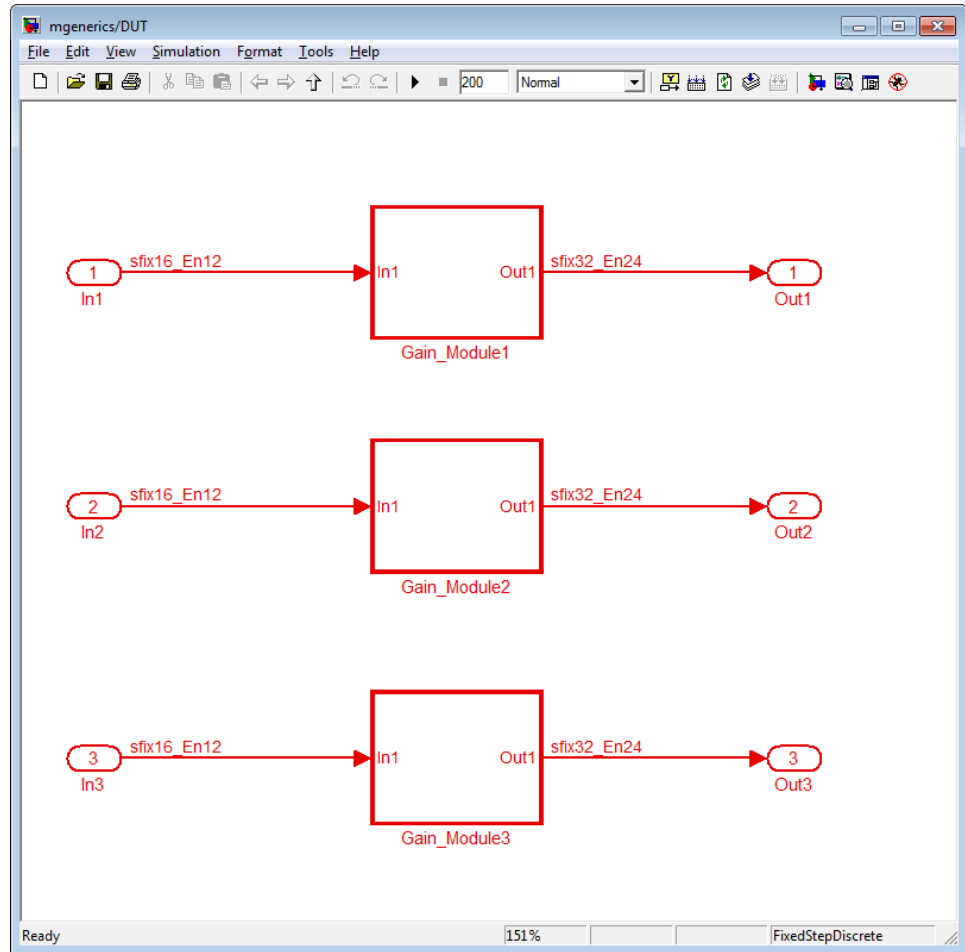 mgenerics/DUT
File Edit View Simulation Format Tools Help
200 Normal
sfix16_En12 sfix32_En24
1 In1 Out1 1
In1 Out1
Gain_Module1
sfix16_En12 sfix32_En24
2 In1 Out1 2
In2 Out2
Gain_Module2
sfix16_En12 sfix32_En24
3 In1 Out1 3
In3 Out3
Gain_Module3
Ready 151% FixedStepDiscrete